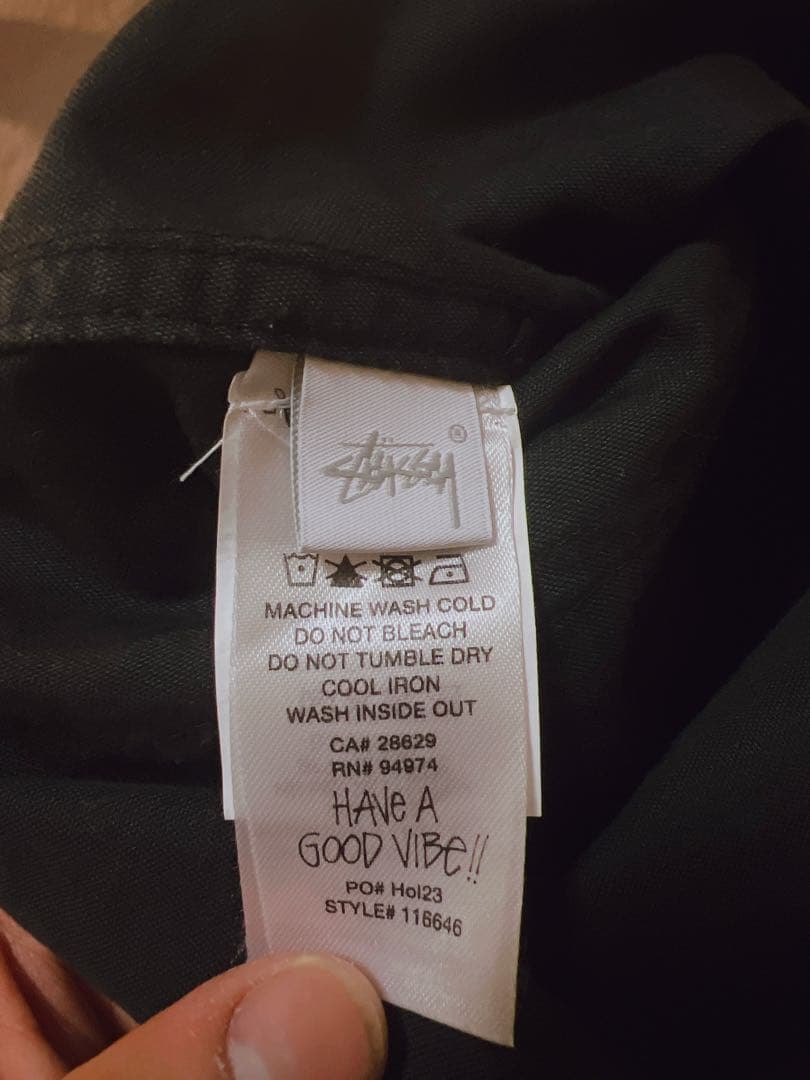 STÜSSY ®
MACHINE WASH COLD
DO NOT BLEACH
DO NOT TUMBLE DRY
COOL IRON
WASH INSIDE OUT
CA# 28629
RN# 94974
HAVE A
GOOD VIBE!!
PO# Hol23
STYLE# 116646